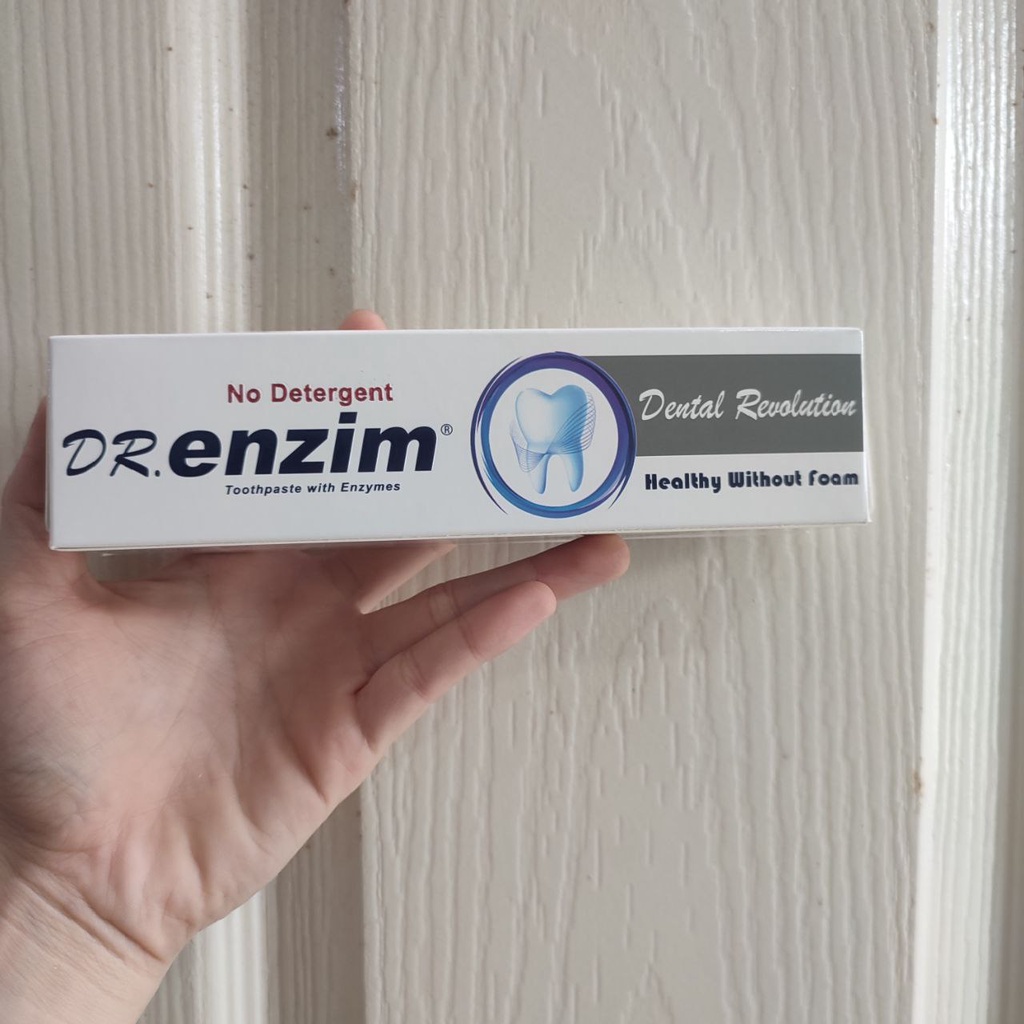 No Detergent
DR.enzim®
Toothpaste with Enzymes
Dental Revolution
Healthy Without Foam